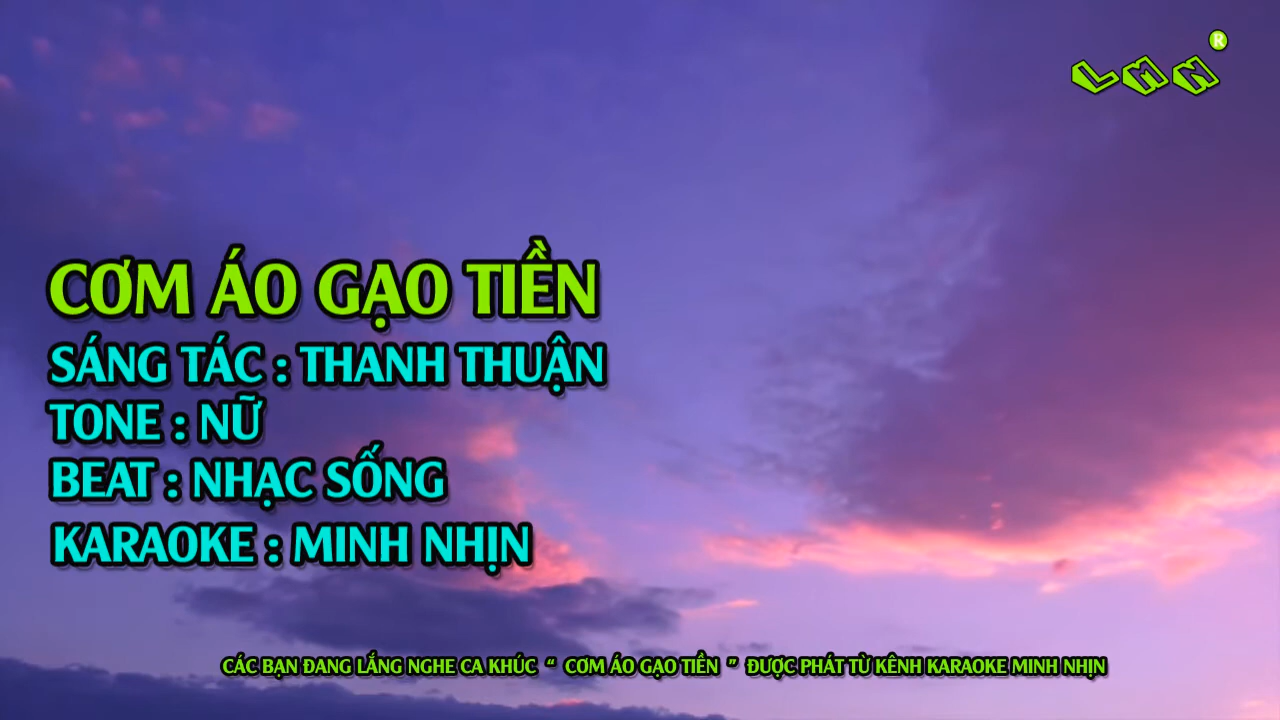 LMN ®
CƠM ÁO GẠO TIỀN
SÁNG TÁC : THANH THUẬN
TONE : NỮ
BEAT : NHẠC SỐNG
KARAOKE : MINH NHỊN
CÁC BẠN ĐANG LẮNG NGHE CA KHÚC “ CƠM ÁO GẠO TIỀN ” ĐƯỢC PHÁT TỪ KÊNH KARAOKE MINH NHỊN